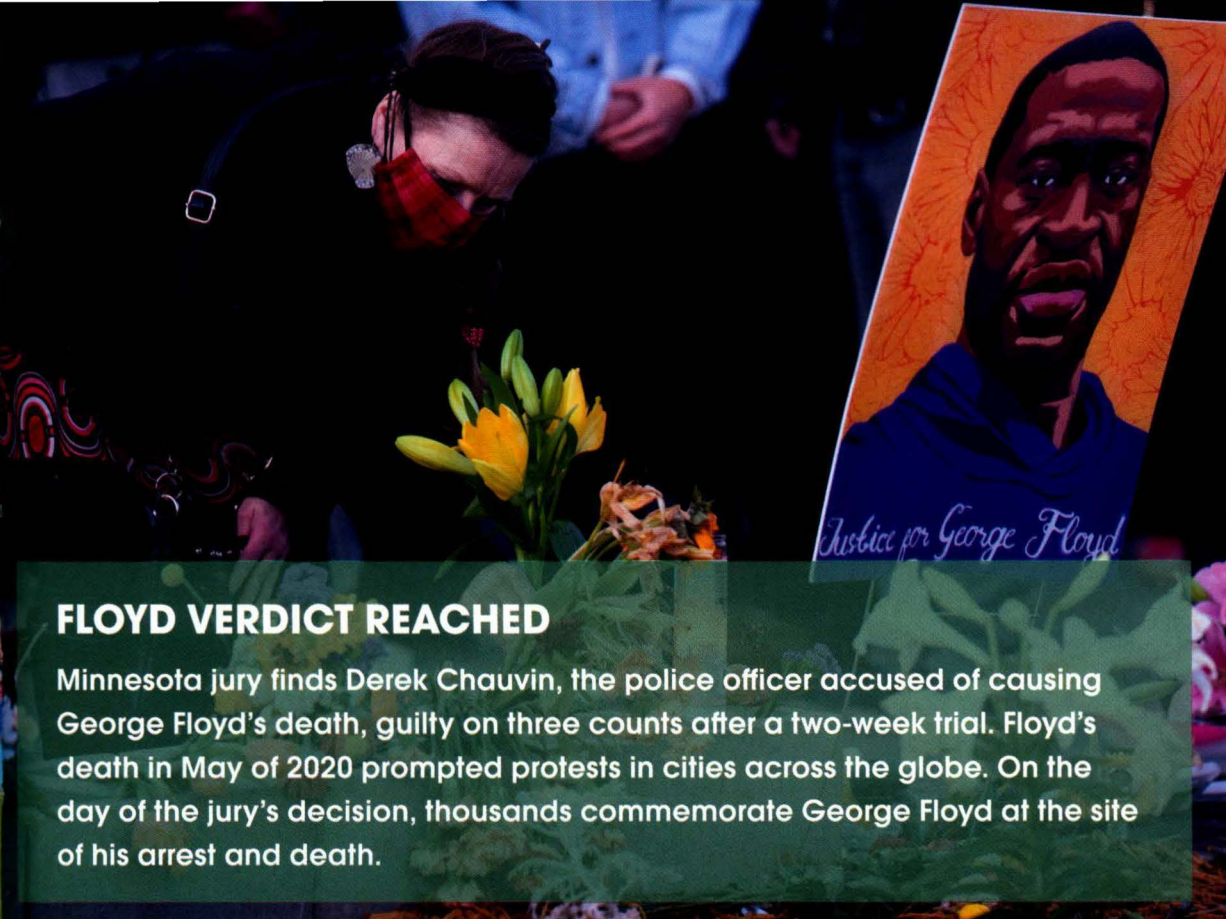 Justice for George Floyd
FLOYD VERDICT REACHED
Minnesota jury finds Derek Chauvin, the police officer accused of causing
George Floyd's death, guilty on three counts after a two-week trial. Floyd's
death in May of 2020 prompted protests in cities across the globe. On the
day of the jury's decision, thousands commemorate George Floyd at the site
of his arrest and death.